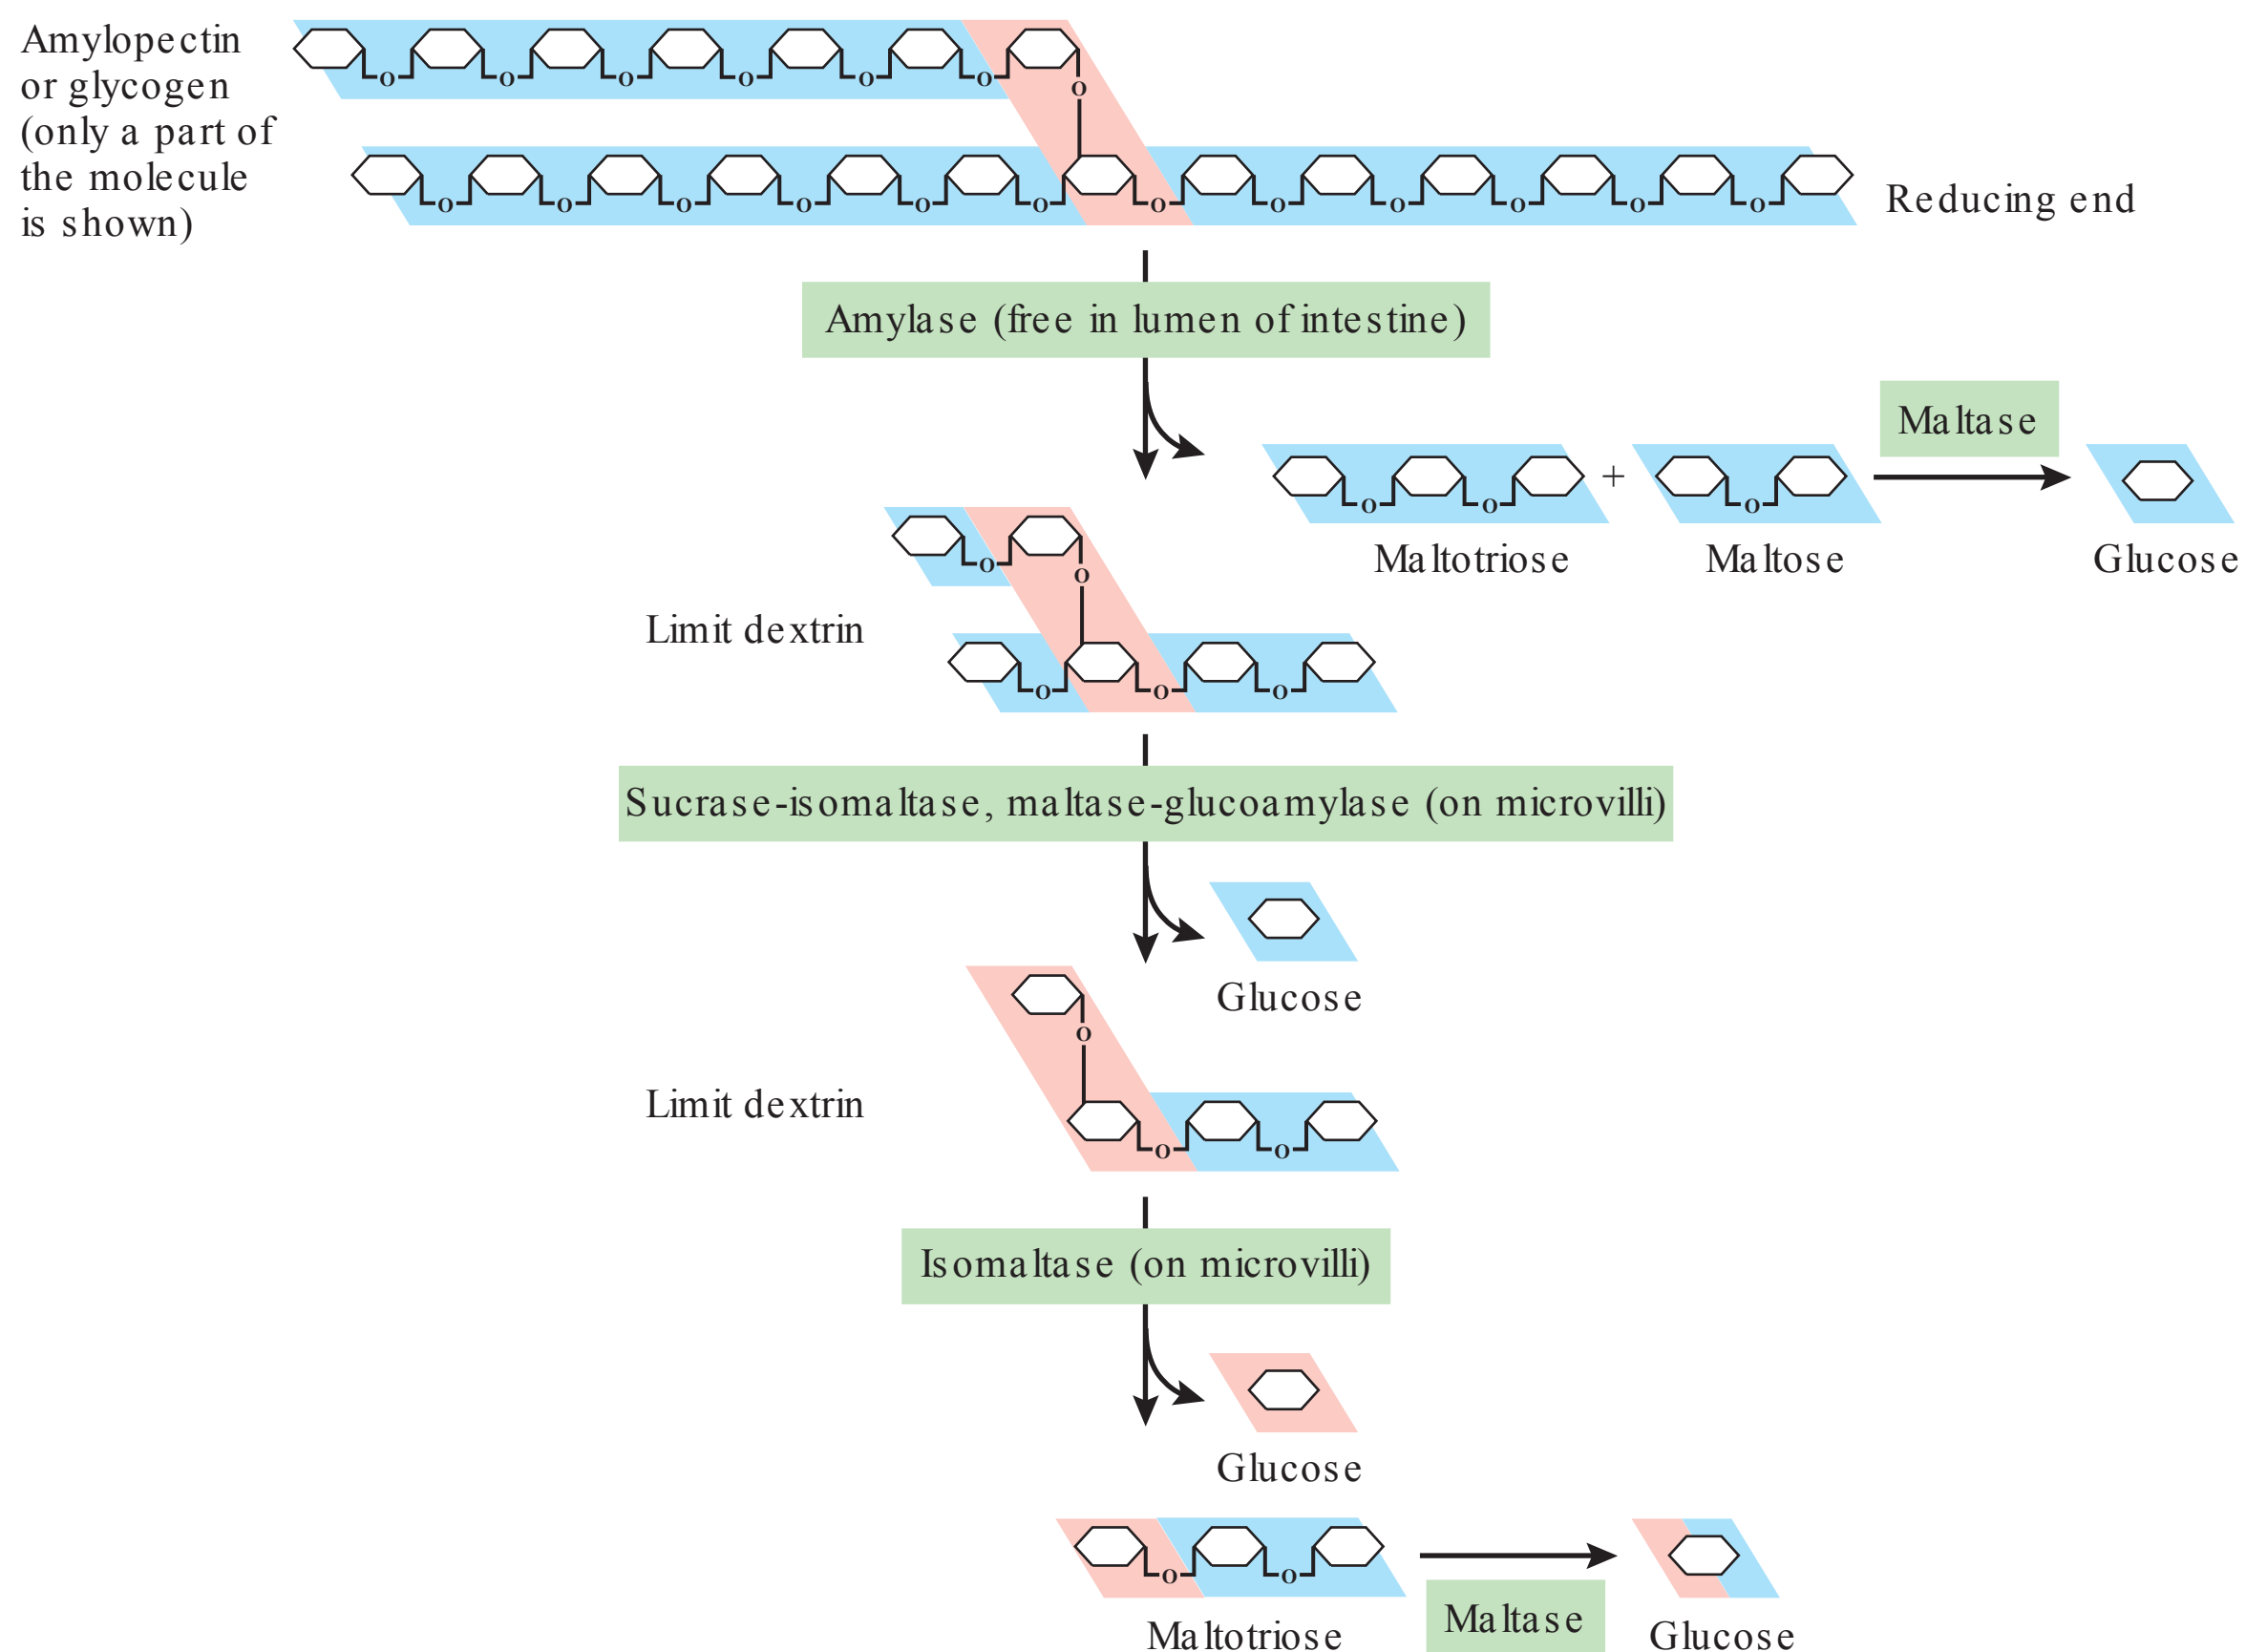 Amylopectin
or glycogen
(only a part of
the molecule
is shown)
O O O O O O
O
O O O O O O O O O O O O
Reducing end
Amylase (free in lumen of intestine)
Maltase
O O + O
Maltotriose Maltose Glucose
O
O
Limit dextrin
O O O
Sucrase-isomaltase, maltase-glucoamylase (on microvilli)
Glucose
O
Limit dextrin
O O
Isomaltase (on microvilli)
Glucose
O O
Maltotriose Maltase Glucose